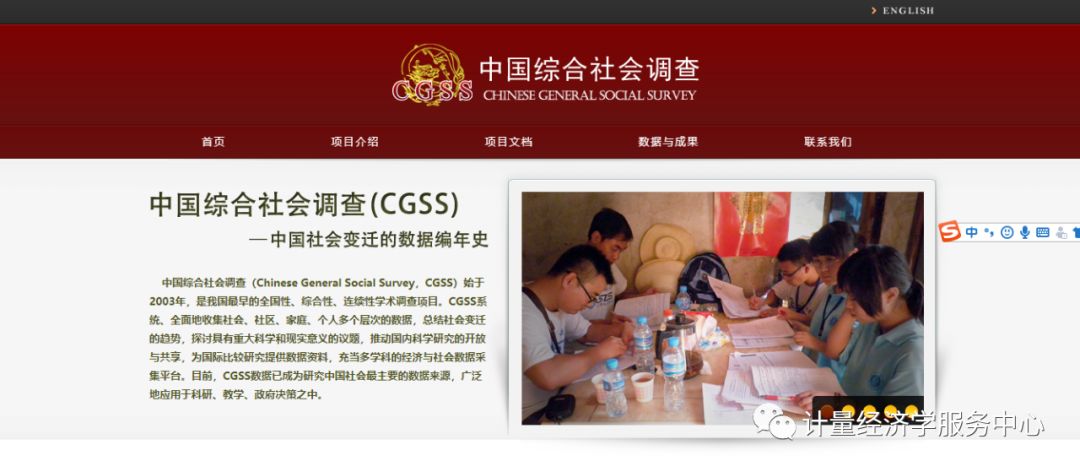 ENGLISH
CGSS
中国综合社会调查
CHINESE GENERAL SOCIAL SURVEY
首页
项目介绍
项目文档
数据与成果
联系我们
中国综合社会调查(CGSS)
—中国社会变迁的数据编年史
中国综合社会调查（Chinese General Social Survey，CGSS）始于
2003年，是我国最早的全国性、综合性、连续性学术调查项目。CGSS系
统、全面地收集社会、社区、家庭、个人多个层次的数据，总结社会变迁
的趋势，探讨具有重大科学和现实意义的议题，推动国内科学研究的开放
与共享，为国际比较研究提供数据资料，充当多学科的经济与社会数据采
集平台。目前，CGSS数据已成为研究中国社会最主要的数据来源，广泛
地应用于科研、教学、政府决策之中。
中
计量经济学服务中心